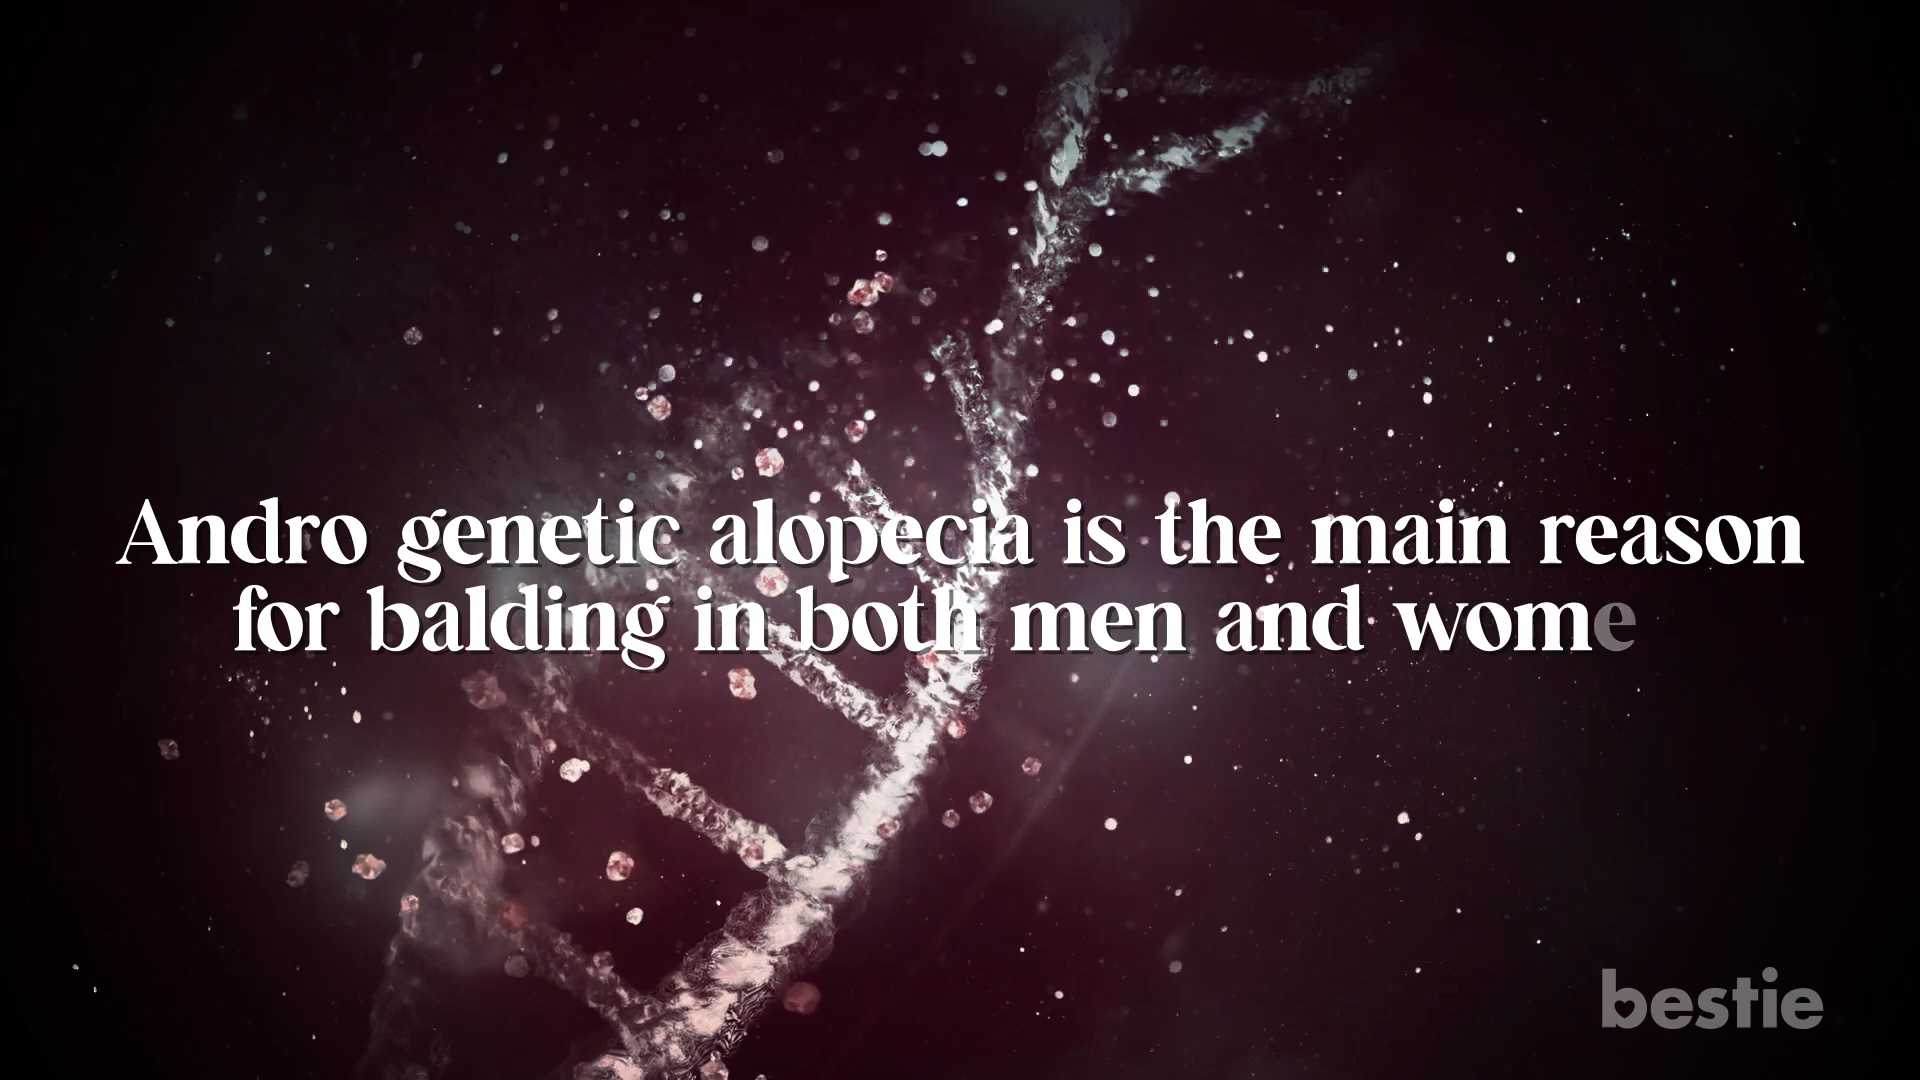 Andro genetic alopecia is the main reason
for balding in both men and wome
bestie